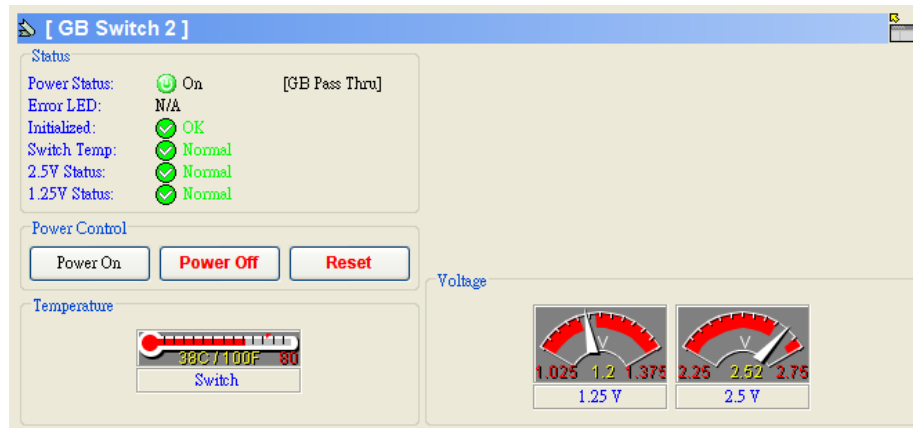 [ GB Switch 2 ]
Status
Power Status: On [GB Pass Thru]
Error LED: N/A
Initialized: OK
Switch Temp: Normal
2.5V Status: Normal
1.25V Status: Normal
Power Control
Power On Power Off Reset
Temperature
38C / 100F 80
Switch
Voltage
V V
1.025 1.2 1.375 2.25 2.52 2.75
1.25 V 2.5 V